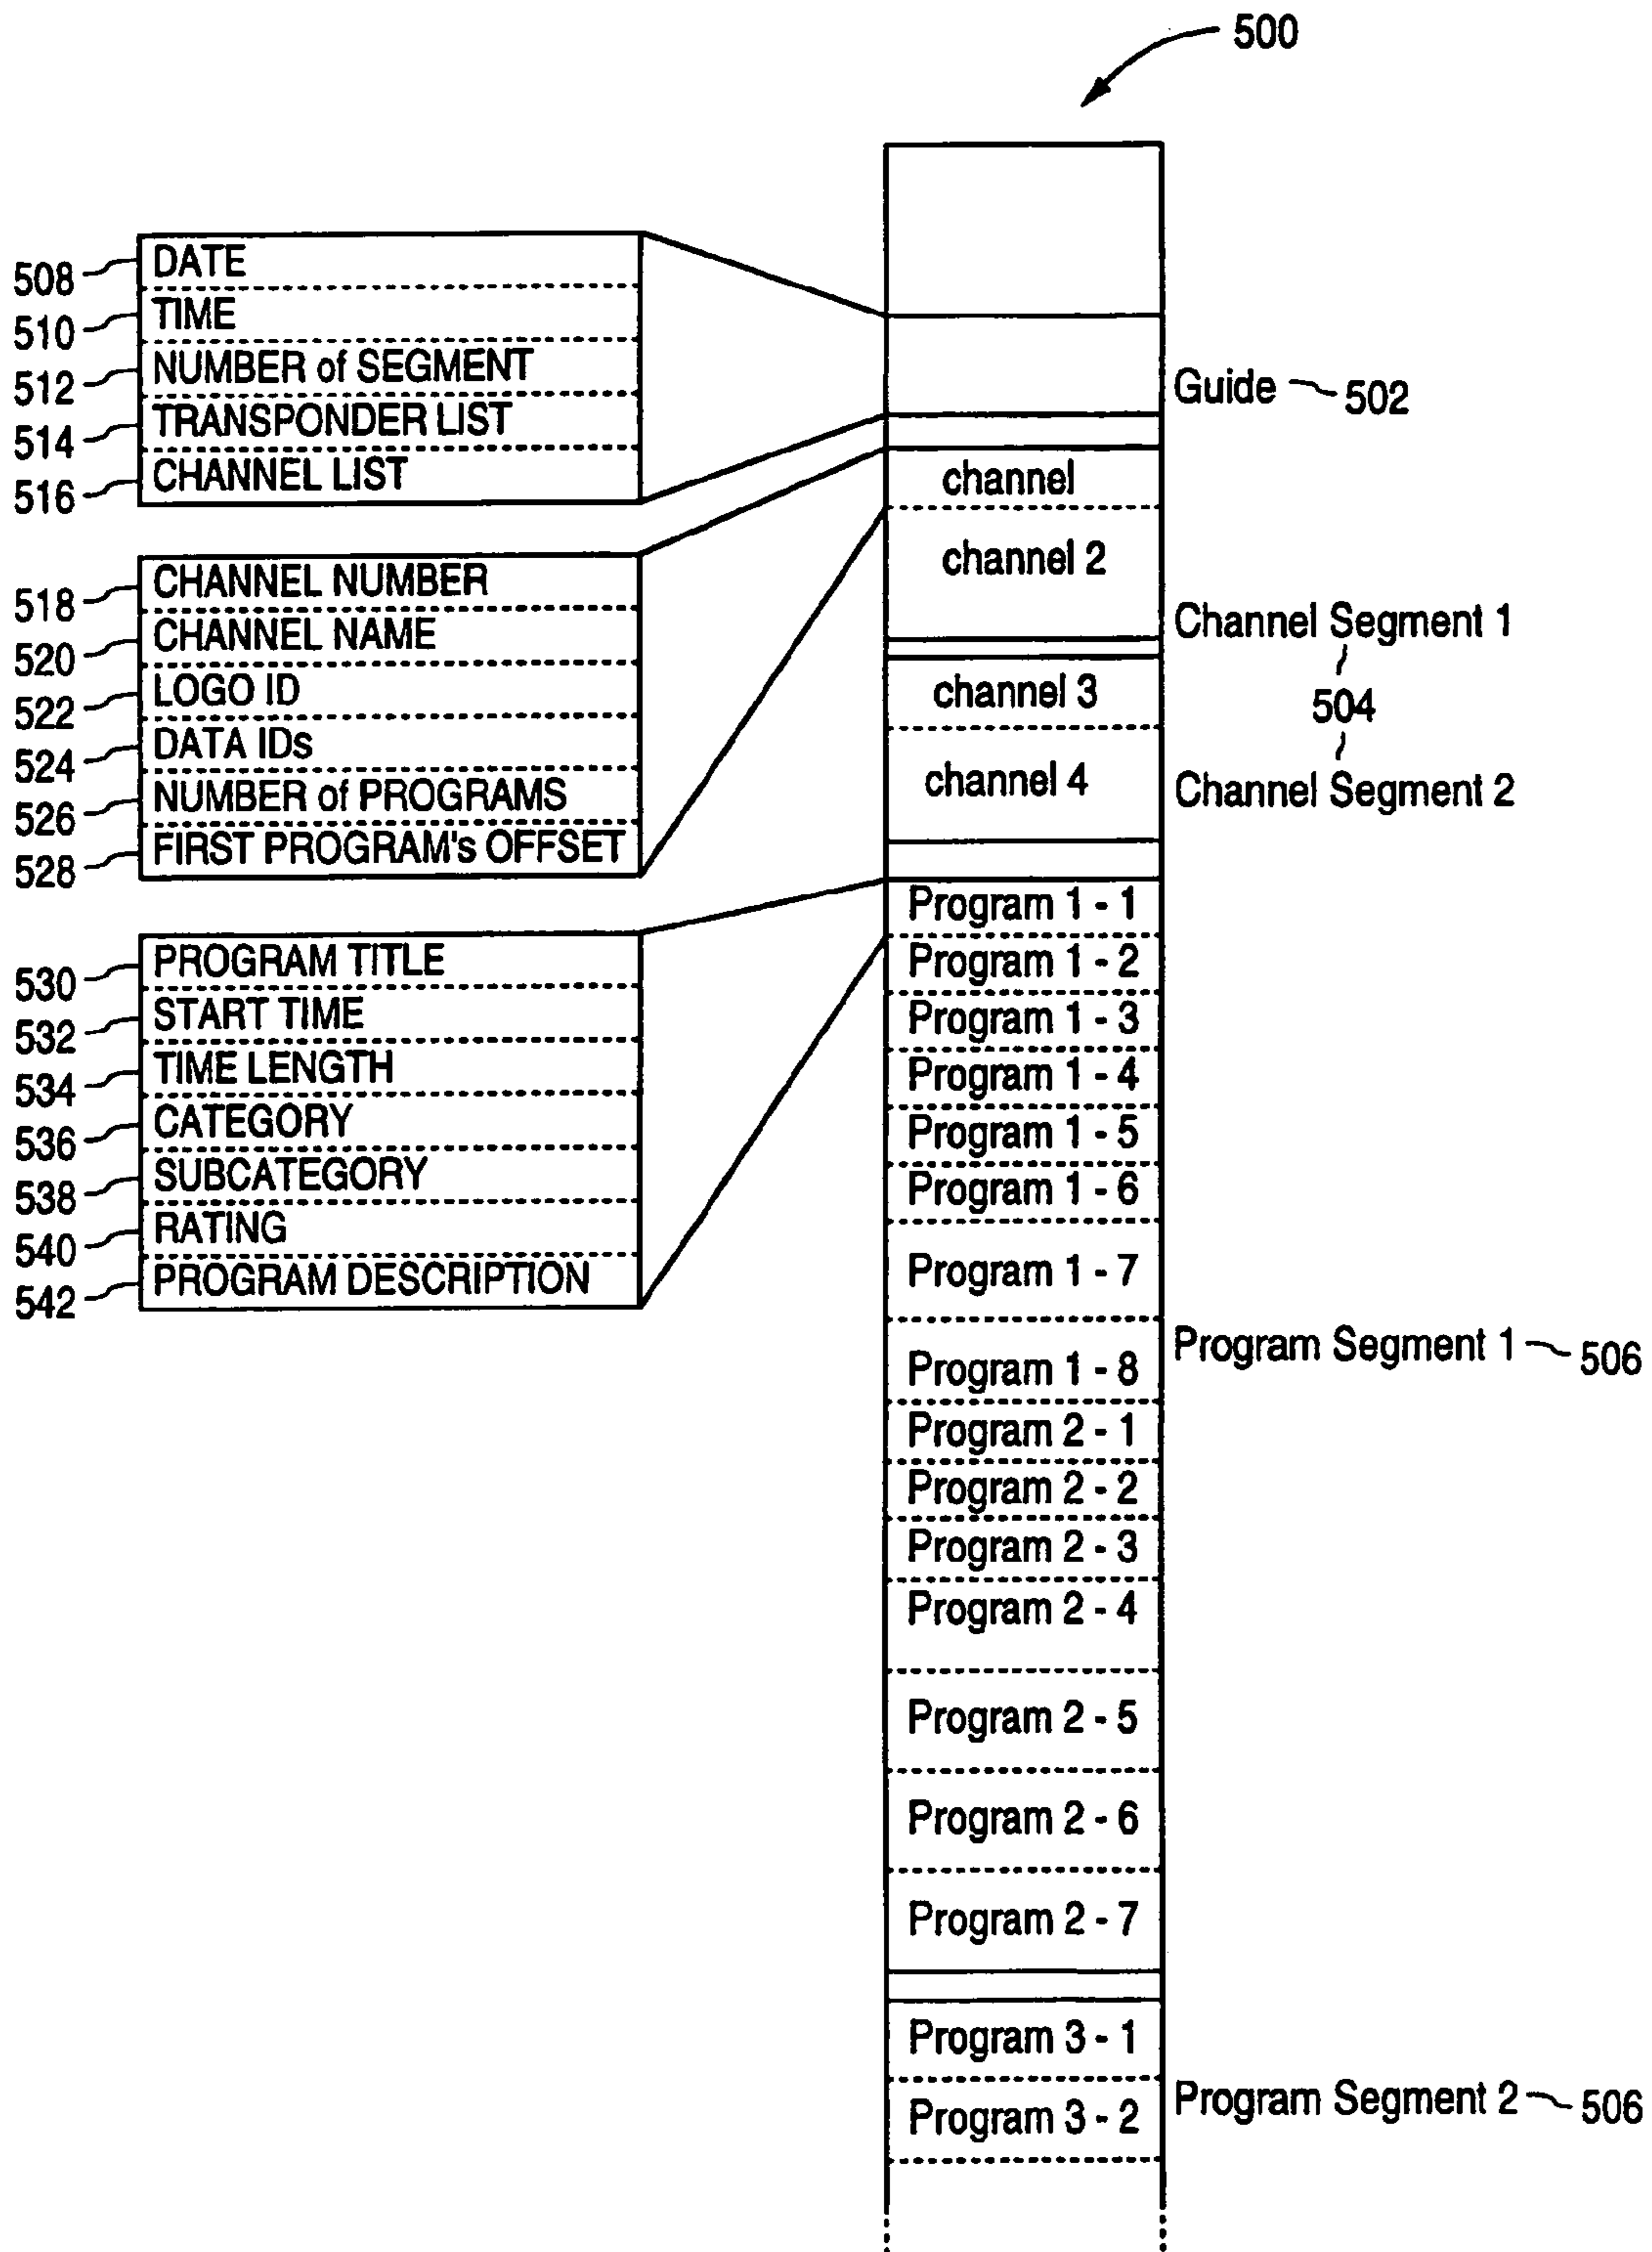 500
508 DATE
510 TIME
512 NUMBER of SEGMENT
514 TRANSPONDER LIST
516 CHANNEL LIST
518 CHANNEL NUMBER
520 CHANNEL NAME
522 LOGO ID
524 DATA IDs
526 NUMBER of PROGRAMS
528 FIRST PROGRAM's OFFSET
530 PROGRAM TITLE
532 START TIME
534 TIME LENGTH
536 CATEGORY
538 SUBCATEGORY
540 RATING
542 PROGRAM DESCRIPTION
Guide 502
channel
channel 2
Channel Segment 1
504
channel 3
channel 4
Channel Segment 2
Program 1 - 1
Program 1 - 2
Program 1 - 3
Program 1 - 4
Program 1 - 5
Program 1 - 6
Program 1 - 7
Program Segment 1 506
Program 1 - 8
Program 2 - 1
Program 2 - 2
Program 2 - 3
Program 2 - 4
Program 2 - 5
Program 2 - 6
Program 2 - 7
Program 3 - 1
Program Segment 2 506
Program 3 - 2